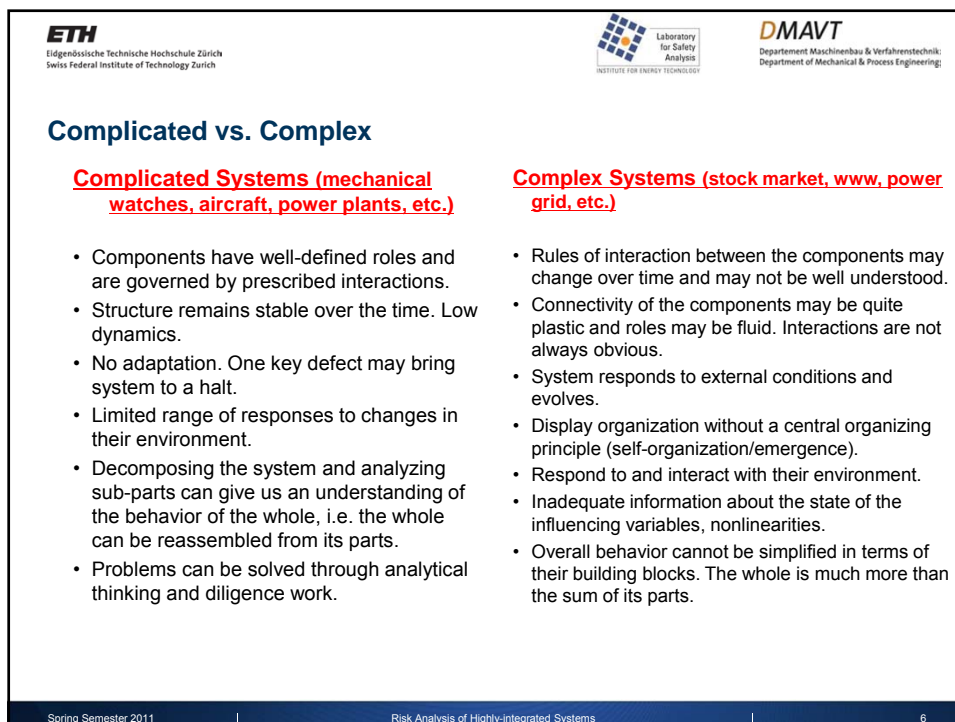 ETH
Eidgenössische Technische Hochschule Zürich
Swiss Federal Institute of Technology Zurich
Laboratory
for Safety
Analysis
INSTITUTE FOR ENERGY TECHNOLOGY
DMAVT
Departement Maschinenbau & Verfahrenstechnik
Department of Mechanical & Process Engineering
Complicated vs. Complex
Complicated Systems (mechanical
watches, aircraft, power plants, etc.)
• Components have well-defined roles and
are governed by prescribed interactions.
• Structure remains stable over the time. Low
dynamics.
• No adaptation. One key defect may bring
system to a halt.
• Limited range of responses to changes in
their environment.
• Decomposing the system and analyzing
sub-parts can give us an understanding of
the behavior of the whole, i.e. the whole
can be reassembled from its parts.
• Problems can be solved through analytical
thinking and diligence work.
Complex Systems (stock market, www, power
grid, etc.)
• Rules of interaction between the components may
change over time and may not be well understood.
• Connectivity of the components may be quite
plastic and roles may be fluid. Interactions are not
always obvious.
• System responds to external conditions and
evolves.
• Display organization without a central organizing
principle (self-organization/emergence).
• Respond to and interact with their environment.
• Inadequate information about the state of the
influencing variables, nonlinearities.
• Overall behavior cannot be simplified in terms of
their building blocks. The whole is much more than
the sum of its parts.
Spring Semester 2011
Risk Analysis of Highly-integrated Systems
6